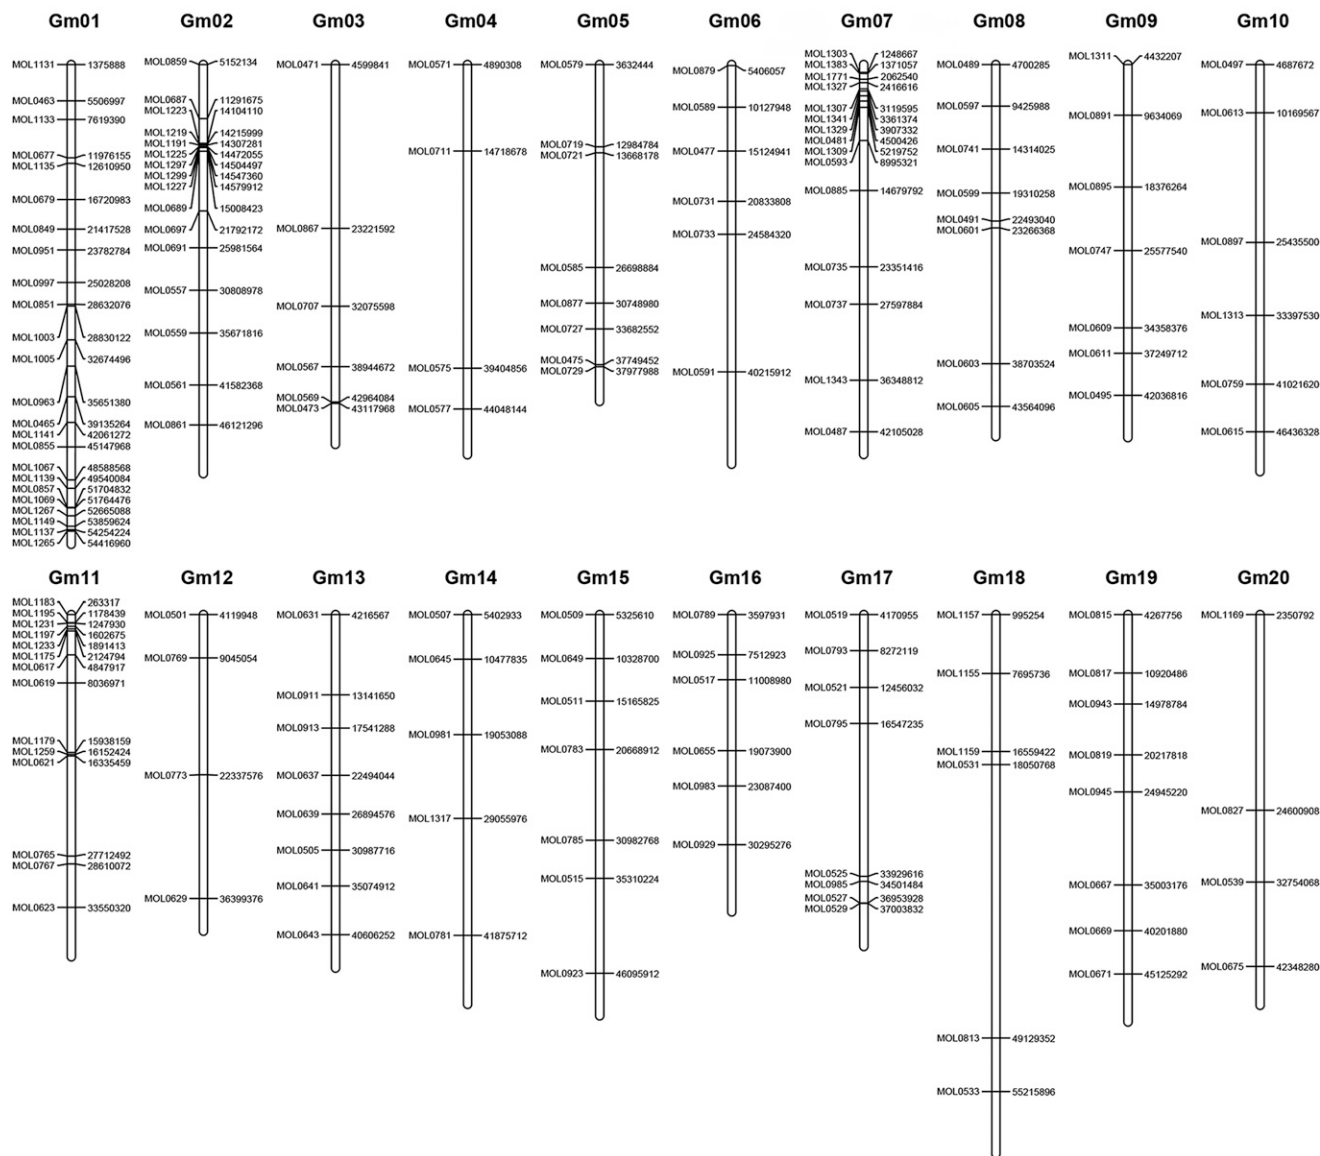 Gm01
MOL1131 1375888
MOL0463 5506997
MOL1133 7619390
MOL0677 11976155
MOL1135 12610950
MOL0679 16720983
MOL0849 21417528
MOL0951 23782784
MOL0997 25028208
MOL0851 28632076
MOL1003 28830122
MOL1005 32674496
MOL0963 35651380
MOL0465 39135264
MOL1141 42061272
MOL0855 45147968
MOL1067 48588568
MOL1139 49540084
MOL0857 51704832
MOL1069 51764476
MOL1267 52665088
MOL1149 53859624
MOL1137 54254224
MOL1265 54416960
Gm02
MOL0859 5152134
MOL0687 11291675
MOL1223 14104110
MOL1219 14215999
MOL1191 14307281
MOL1225 14472055
MOL1297 14504497
MOL1299 14547360
MOL1227 14579912
MOL0689 15008423
MOL0697 21792172
MOL0691 25981564
MOL0557 30808978
MOL0559 35671816
MOL0561 41582368
MOL0861 46121296
Gm03
MOL0471 4599841
MOL0867 23221592
MOL0707 32075598
MOL0567 38944672
MOL0569 42964084
MOL0473 43117968
Gm04
MOL0571 4890308
MOL0711 14718678
MOL0575 39404856
MOL0577 44048144
Gm05
MOL0579 3632444
MOL0719 12984784
MOL0721 13668178
MOL0585 26698884
MOL0877 30748980
MOL0727 33682552
MOL0475 37749452
MOL0729 37977988
Gm06
MOL0879 5406057
MOL0589 10127948
MOL0477 15124941
MOL0731 20833808
MOL0733 24584320
MOL0591 40215912
Gm07
MOL1303 1248667
MOL1383 1371057
MOL1771 2062540
MOL1327 2416616
MOL1307 3119595
MOL1341 3361374
MOL1329 3907332
MOL0481 4500426
MOL1309 5219752
MOL0593 8995321
MOL0885 14679792
MOL0735 23351416
MOL0737 27597884
MOL1343 36348812
MOL0487 42105028
Gm08
MOL0489 4700285
MOL0597 9425988
MOL0741 14314025
MOL0599 19310258
MOL0491 22493040
MOL0601 23266368
MOL0603 38703524
MOL0605 43564096
Gm09
MOL1311 4432207
MOL0891 9634069
MOL0895 18376264
MOL0747 25577540
MOL0609 34358376
MOL0611 37249712
MOL0495 42036816
Gm10
MOL0497 4687672
MOL0613 10169567
MOL0897 25435500
MOL1313 33397530
MOL0759 41021620
MOL0615 46436328
Gm11
MOL1183 263317
MOL1195 1178439
MOL1231 1247930
MOL1197 1602675
MOL1233 1891413
MOL1175 2124794
MOL0617 4847917
MOL0619 8036971
MOL1179 15938159
MOL1259 16152424
MOL0621 16335459
MOL0765 27712492
MOL0767 28610072
MOL0623 33550320
Gm12
MOL0501 4119948
MOL0769 9045054
MOL0773 22337576
MOL0629 36399376
Gm13
MOL0631 4216567
MOL0911 13141650
MOL0913 17541288
MOL0637 22494044
MOL0639 26894576
MOL0505 30987716
MOL0641 35074912
MOL0643 40606252
Gm14
MOL0507 5402933
MOL0645 10477835
MOL0981 19053088
MOL1317 29055976
MOL0781 41875712
Gm15
MOL0509 5325610
MOL0649 10328700
MOL0511 15165825
MOL0783 20668912
MOL0785 30982768
MOL0515 35310224
MOL0923 46095912
Gm16
MOL0789 3597931
MOL0925 7512923
MOL0517 11008980
MOL0655 19073900
MOL0983 23087400
MOL0929 30295276
Gm17
MOL0519 4170955
MOL0793 8272119
MOL0521 12456032
MOL0795 16547235
MOL0525 33929616
MOL0985 34501484
MOL0527 36953928
MOL0529 37003832
Gm18
MOL1157 995254
MOL1155 7695736
MOL1159 16559422
MOL0531 18050768
MOL0813 49129352
MOL0533 55215896
Gm19
MOL0815 4267756
MOL0817 10920486
MOL0943 14978784
MOL0819 20217818
MOL0945 24945220
MOL0667 35003176
MOL0669 40201880
MOL0671 45125292
Gm20
MOL1169 2350792
MOL0827 24600908
MOL0539 32754068
MOL0675 42348280